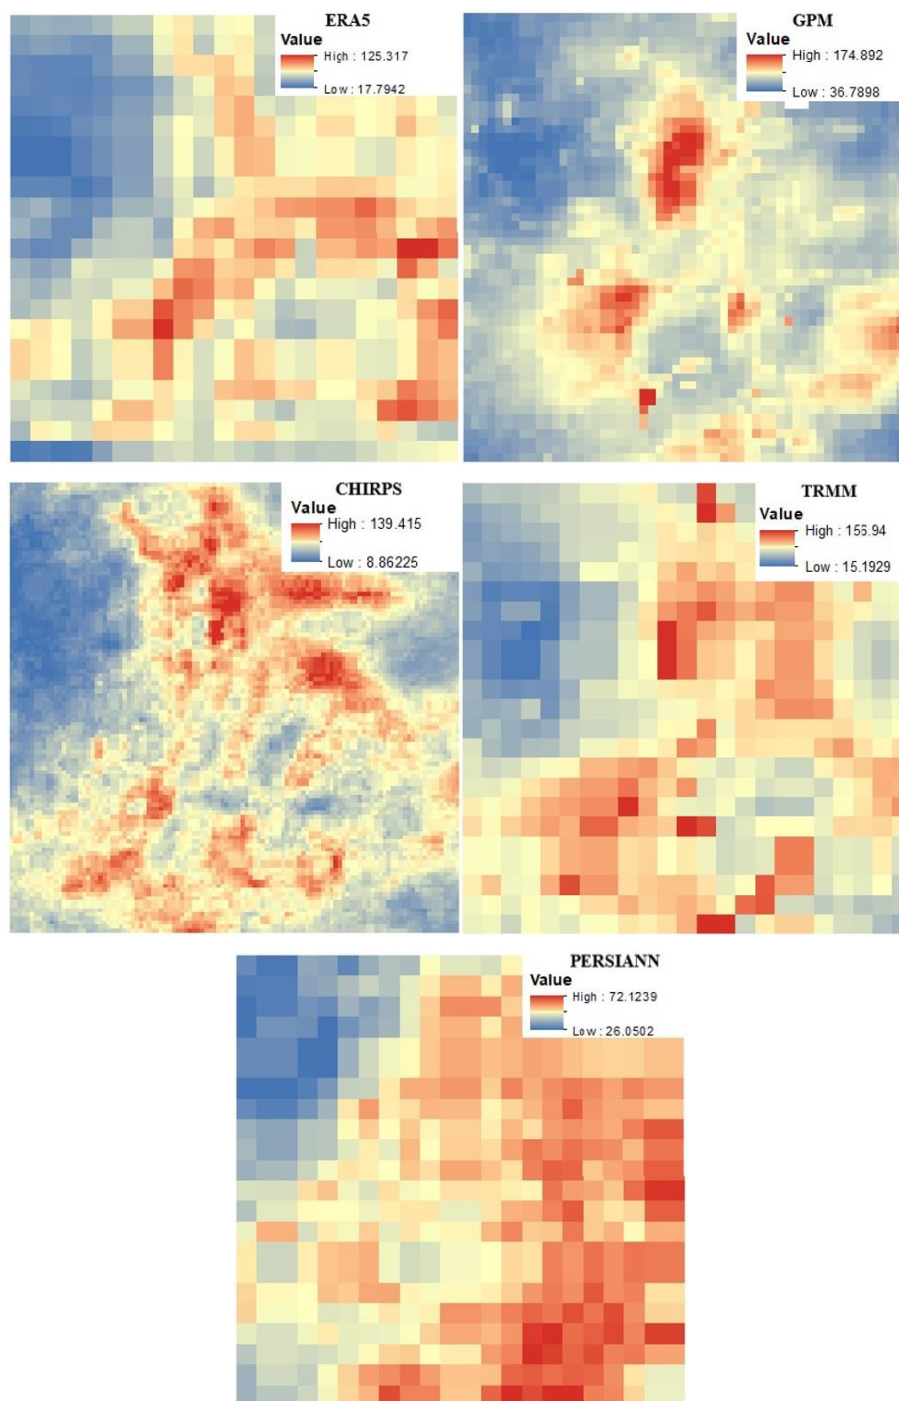 ERA5
Value
High : 125.317
Low : 17.7942
GPM
Value
High : 174.892
Low : 36.7898
CHIRPS
Value
High : 139.415
Low : 8.86225
TRMM
Value
High : 156.94
Low : 15.1929
PERSIANN
Value
High : 72.1239
Low : 26.0502